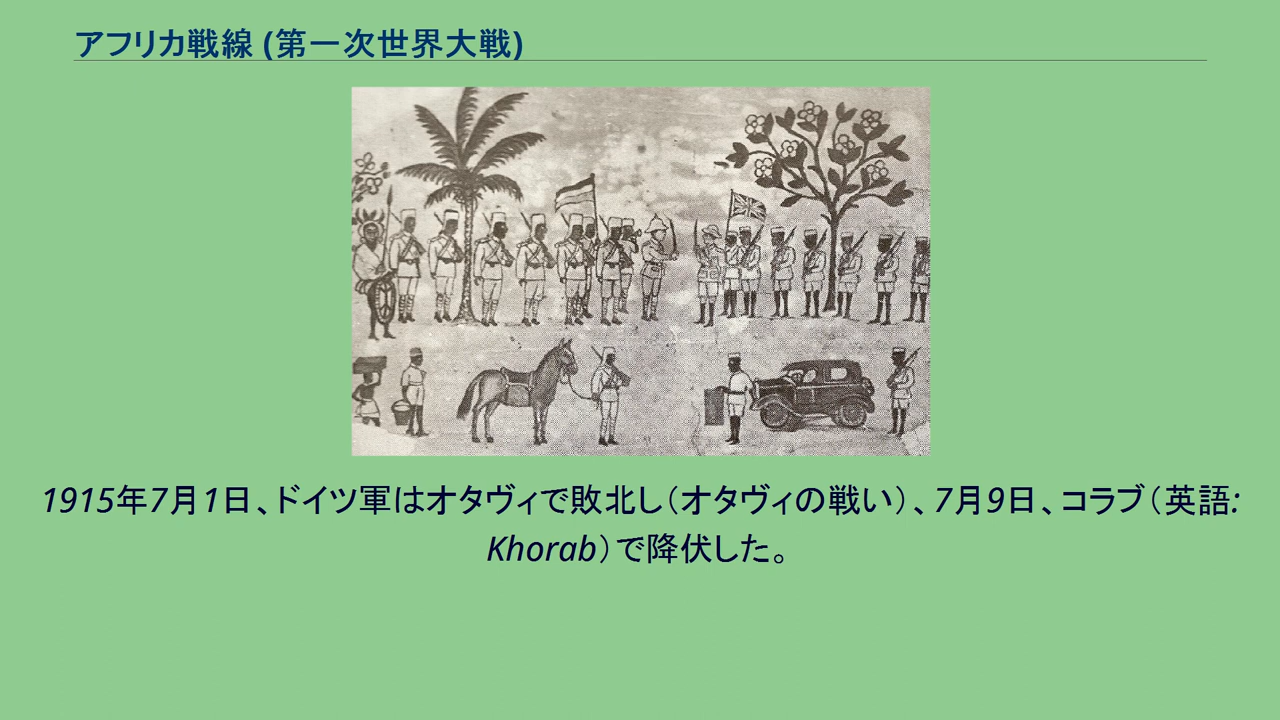 アフリカ戦線 (第一次世界大戦)
1915年7月1日、ドイツ軍はオタヴィで敗北し（オタヴィの戦い）、7月9日、コラブ（英語:
Khorab）で降伏した。